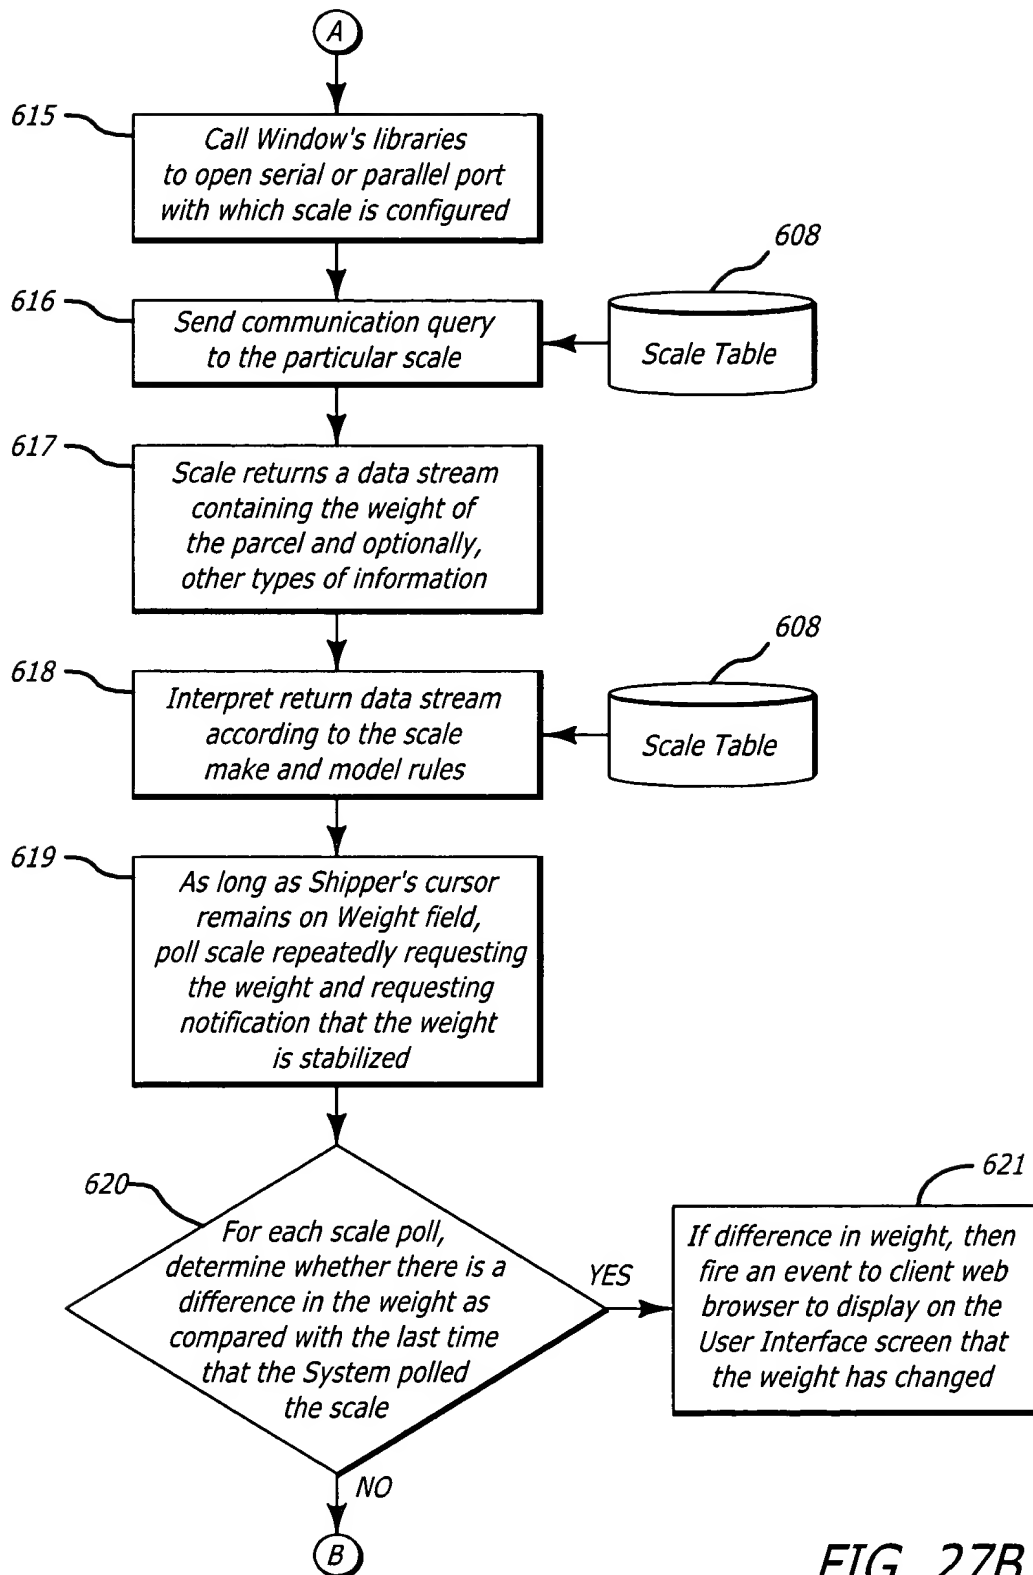 A
615
Call Window's libraries
to open serial or parallel port
with which scale is configured
608
616
Send communication query
to the particular scale
Scale Table
617
Scale returns a data stream
containing the weight of
the parcel and optionally,
other types of information
608
618
Interpret return data stream
according to the scale
make and model rules
Scale Table
619
As long as Shipper's cursor
remains on Weight field,
poll scale repeatedly requesting
the weight and requesting
notification that the weight
is stabilized
620
For each scale poll,
determine whether there is a
difference in the weight as
compared with the last time
that the System polled
the scale
YES
621
If difference in weight, then
fire an event to client web
browser to display on the
User Interface screen that
the weight has changed
NO
B
FIG. 27B